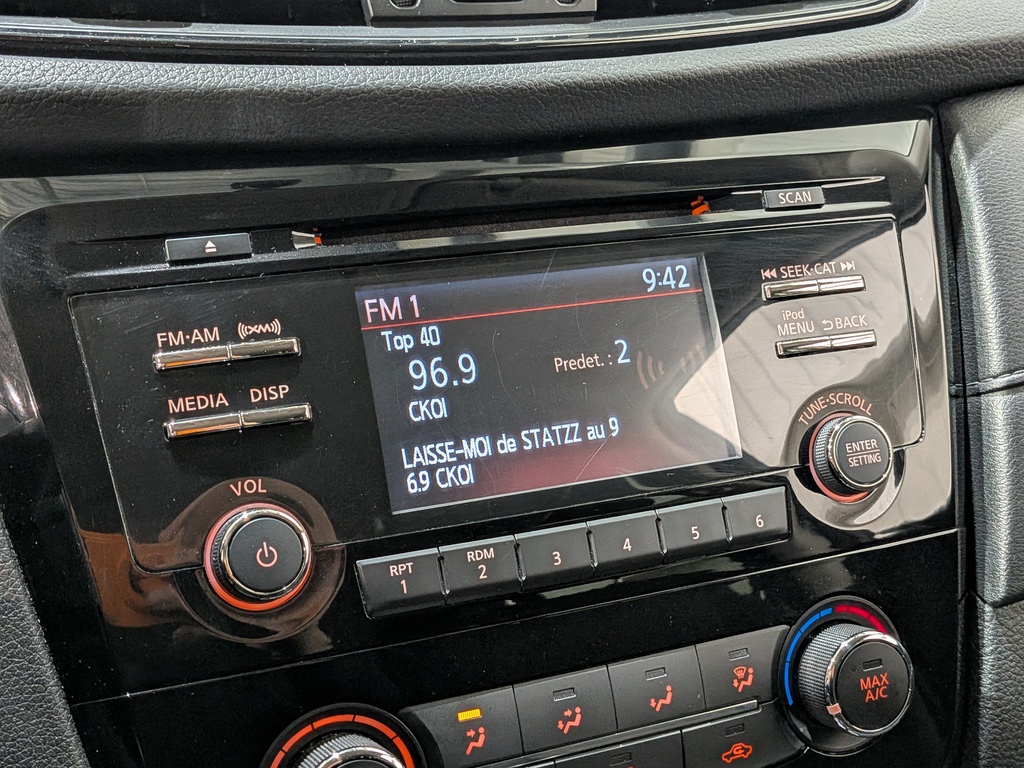 SCAN
FM 1 9:42
Top 40
96.9 Predet. : 2
CKOI
LAISSE-MOI de STATZZ au 9
6.9 CKOI
FM·AM ((XM))
MEDIA DISP
VOL
SEEK·CAT
iPod
MENU BACK
TUNE·SCROLL
ENTER
SETTING
RPT
1
RDM
2
3
4
5
6
MAX
A/C